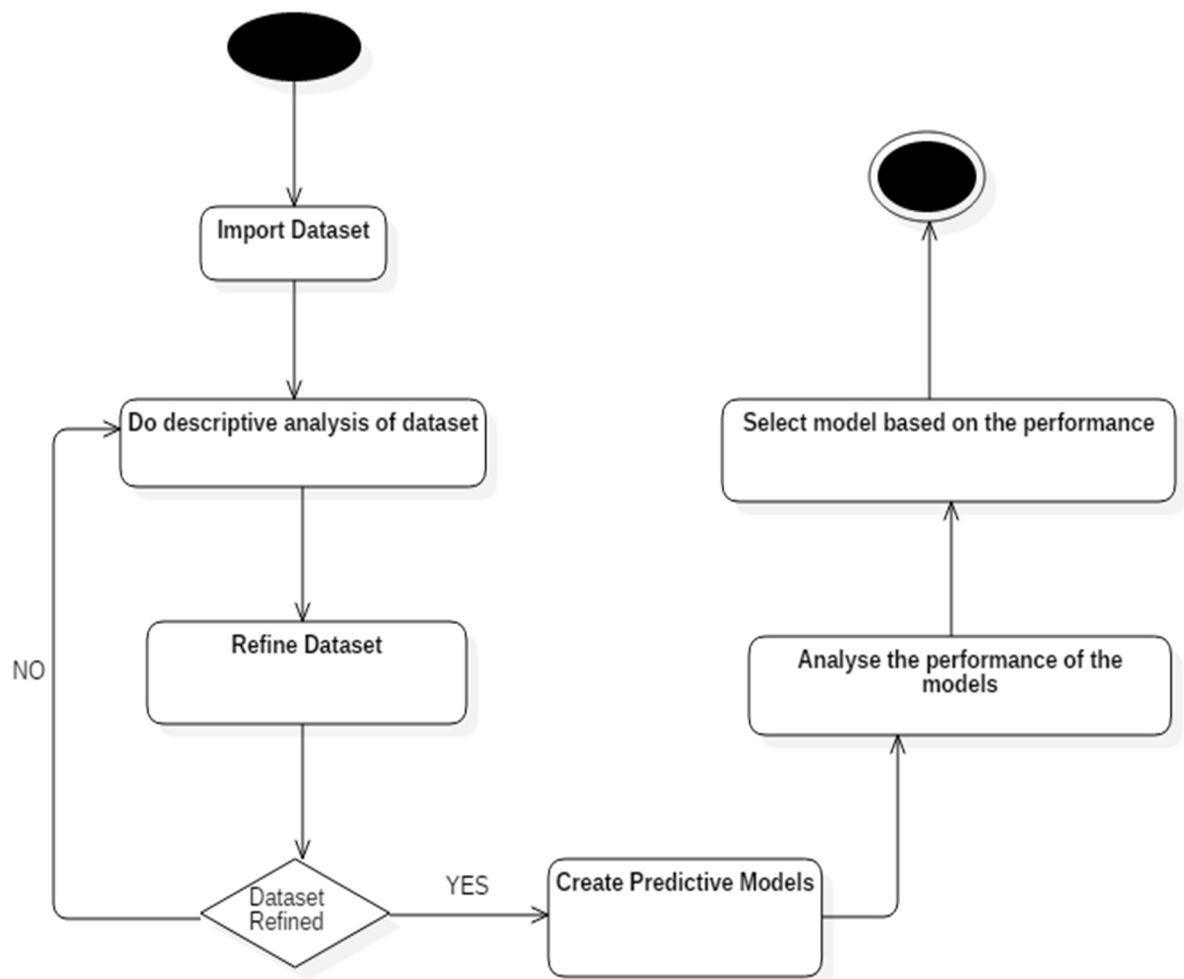 Import Dataset
Do descriptive analysis of dataset
Refine Dataset
NO
Dataset
Refined
YES
Create Predictive Models
Analyse the performance of the
models
Select model based on the performance